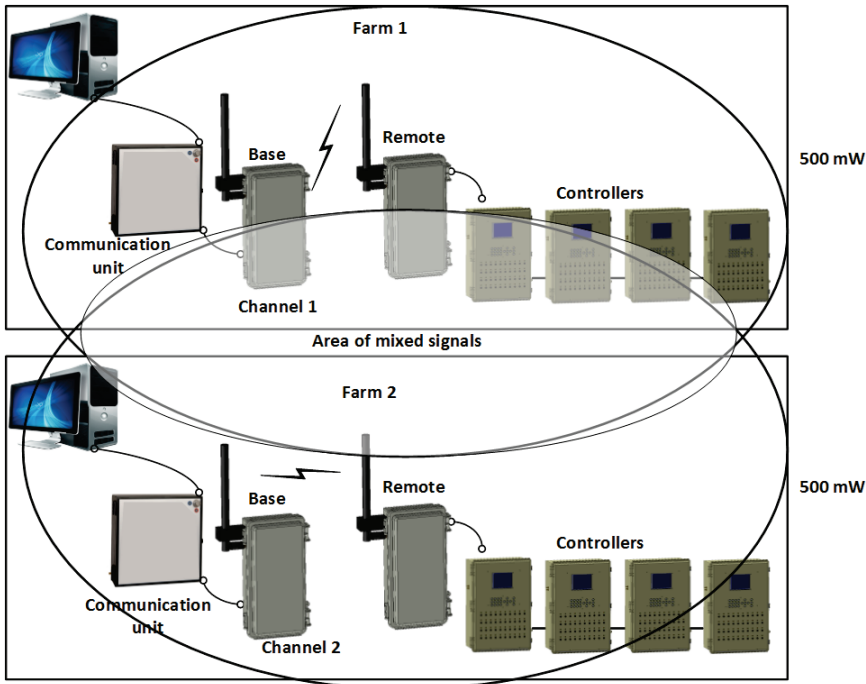 Farm 1
Base
Remote
500 mW
Controllers
Communication
unit
Channel 1
Area of mixed signals
Farm 2
Base
Remote
500 mW
Controllers
Communication
unit
Channel 2